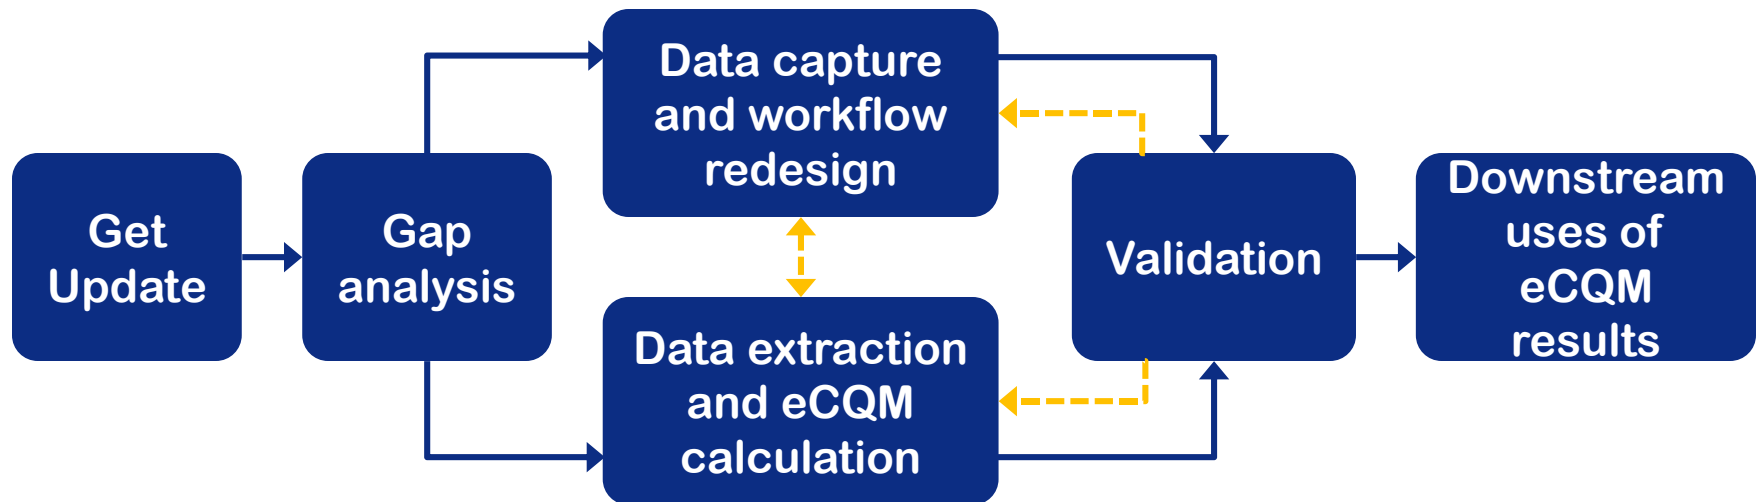 Get
Update
Gap
analysis
Data capture
and workflow
redesign
Data extraction
and eCQM
calculation
Validation
Downstream
uses of
eCQM
results